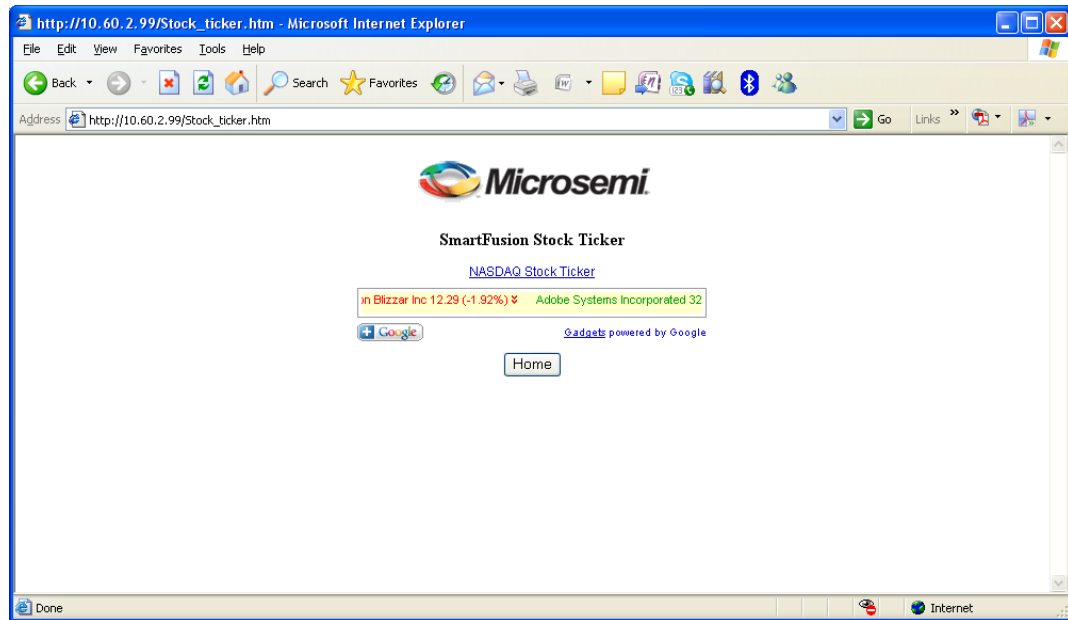 http://10.60.2.99/Stock_ticker.htm - Microsoft Internet Explorer
File Edit View Favorites Tools Help
Back Search Favorites
Address http://10.60.2.99/Stock_ticker.htm Go Links »
Microsemi
SmartFusion Stock Ticker
NASDAQ Stock Ticker
on Blizzar Inc 12.29 (-1.92%) Adobe Systems Incorporated 32
Google Gadgets powered by Google
Home
Done Internet